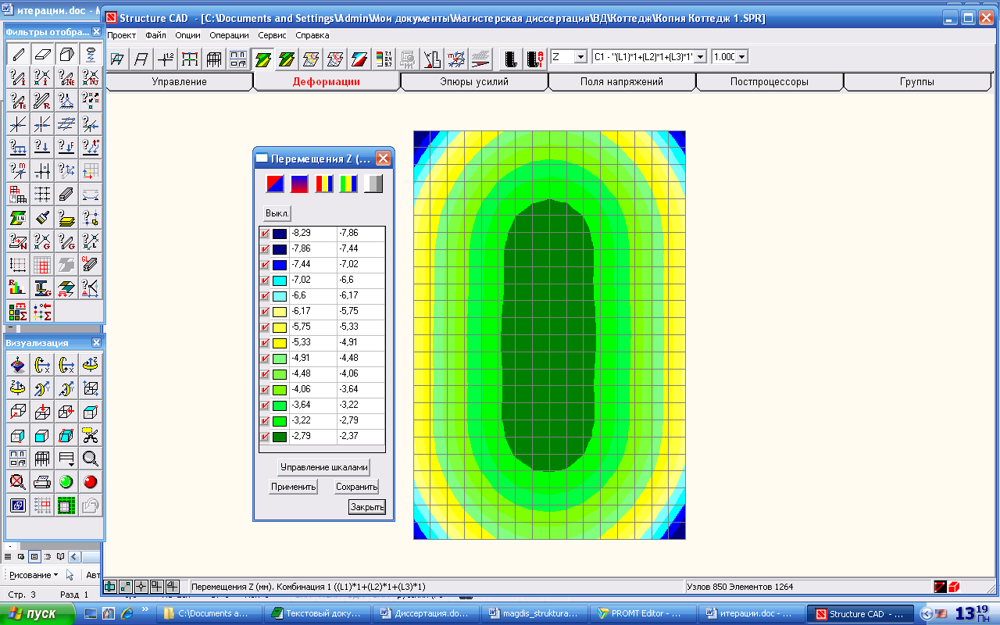 итерации.doc - M
Structure CAD - [C:\Documents and Settings\Admin\Мои документы\Магистерская диссертация\ВД\Коттедж\Копия Коттедж 1.SPR]
Фильтры отобра...
Проект Файл Опции Операции Сервис Справка
Z C1 - "(L1)*1+(L2)*1+(L3)*1" 1.000
Управление Деформации Эпюры усилий Поля напряжений Постпроцессоры Группы
Перемещения Z (...
Выкл.
-8,29 -7,86
-7,86 -7,44
-7,44 -7,02
-7,02 -6,6
-6,6 -6,17
-6,17 -5,75
-5,75 -5,33
-5,33 -4,91
-4,91 -4,48
-4,48 -4,06
-4,06 -3,64
-3,64 -3,22
-3,22 -2,79
-2,79 -2,37
Управление шкалами
Применить Сохранить
Закрыть
Визуализация
Рисование Авт
Перемещения Z (мм). Комбинация 1 ((L1)*1+(L2)*1+(L3)*1)
Узлов 850 Элементов 1264
Стр. 3 Разд 1
пуск
C:\Documents and...
Текстовый доку...
Диссертация.do...
magdis_struktura...
PROMT Editor - ...
итерации.doc - ...
Structure CAD - ...
13 19
ПН